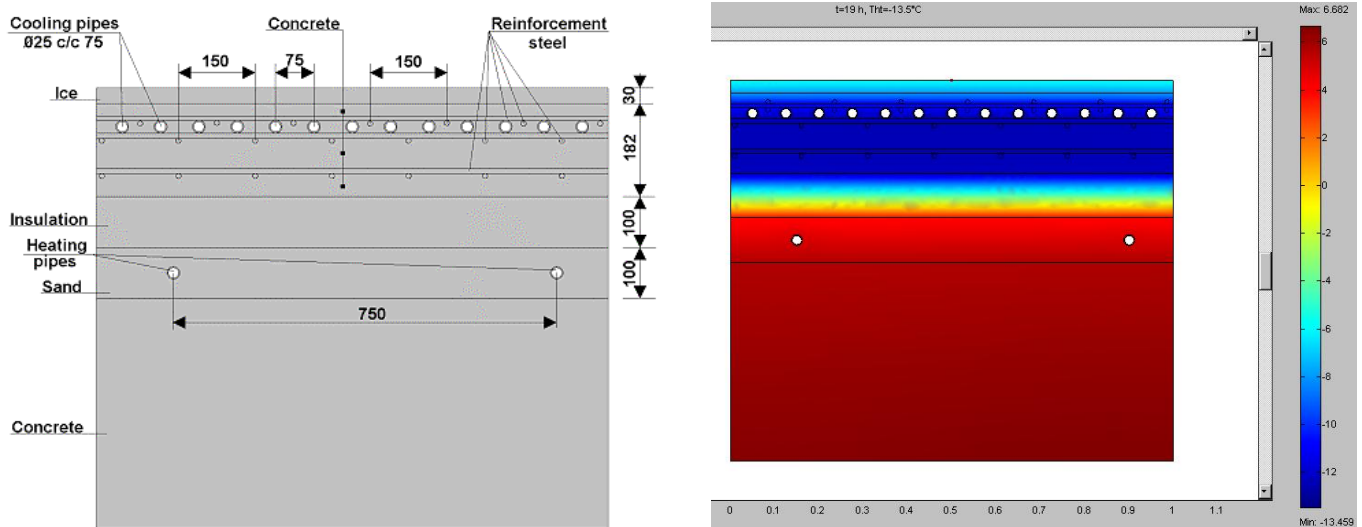 Cooling pipes
Ø25 c/c 75
Concrete
Reinforcement
steel
150
75
150
Ice
30
182
Insulation
100
Heating
pipes
100
Sand
750
Concrete
t=19 h, Tht=-13.5°C
Max: 6.682
6
4
2
0
-2
-4
-6
-8
-10
-12
Min: -13.459
0 0.1 0.2 0.3 0.4 0.5 0.6 0.7 0.8 0.9 1 1.1